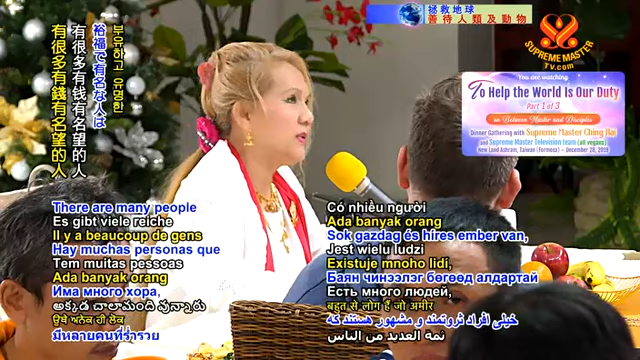 拯救地球
善待人類及動物
SUPREME MASTER
TV.com
You are watching
To Help the World Is Our Duty
Part 1 of 3
on Between Master and Disciples
Dinner Gathering with Supreme Master Ching Hai
and Supreme Master Television team (all vegans)
New Land Ashram, Taiwan (Formosa) – December 28, 2019
부유하고 유명한
裕福で有名な人は
有很多有钱有名望的人
有很多有錢有名望的人
There are many people
Es gibt viele reiche
Il y a beaucoup de gens
Hay muchas personas que
Tem muitas pessoas
Ada banyak orang
Има много хора,
అక్కడ చాలామంది వున్నారు
ਉਥੇ ਅਨੇਕ ਹੀ ਲੋਕ
มีหลายคนที่ร่ำรวย
Có nhiều người
Ada banyak orang
Sok gazdag és híres ember van,
Jest wielu ludzi
Existuje mnoho lidí,
Баян чинээлэг бөгөөд алдартай
Есть много людей,
बहुत से लोग हैं जो अमीर
خیلی افراد ثروتمند و مشهور هستند که
ثمة العديد من الناس